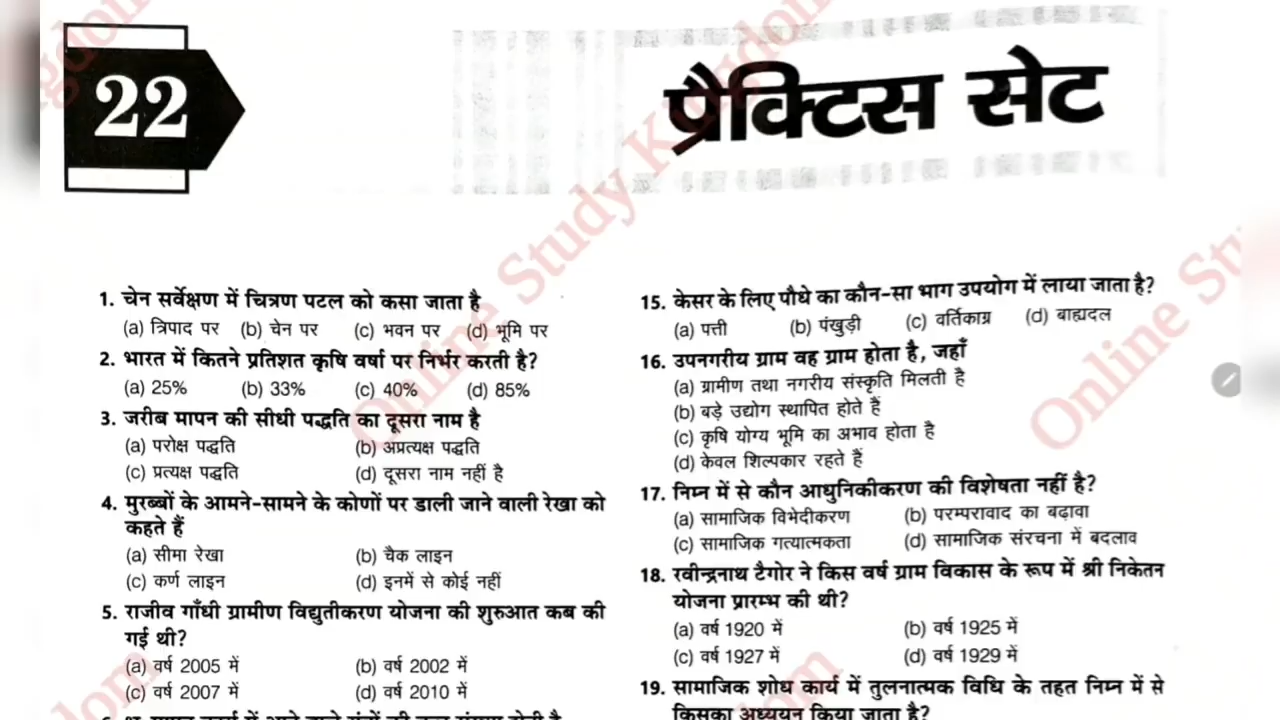 22
प्रैक्टिस सेट
1. चेन सर्वेक्षण में चित्रण पटल को कसा जाता है
(a) त्रिपाद पर (b) चेन पर (c) भवन पर (d) भूमि पर
2. भारत में कितने प्रतिशत कृषि वर्षा पर निर्भर करती है?
(a) 25% (b) 33% (c) 40% (d) 85%
3. जरीब मापन की सीधी पद्धति का दूसरा नाम है
(a) परोक्ष पद्धति (b) अप्रत्यक्ष पद्धति
(c) प्रत्यक्ष पद्धति (d) दूसरा नाम नहीं है
4. मुरब्बों के आमने-सामने के कोणों पर डाली जाने वाली रेखा को
कहते हैं
(a) सीमा रेखा (b) चैक लाइन
(c) कर्ण लाइन (d) इनमें से कोई नहीं
5. राजीव गाँधी ग्रामीण विद्युतीकरण योजना की शुरुआत कब की
गई थी?
(a) वर्ष 2005 में (b) वर्ष 2002 में
(c) वर्ष 2007 में (d) वर्ष 2010 में
15. केसर के लिए पौधे का कौन-सा भाग उपयोग में लाया जाता है?
(a) पत्ती (b) पंखुड़ी (c) वर्तिकाग्र (d) बाह्यदल
16. उपनगरीय ग्राम वह ग्राम होता है, जहाँ
(a) ग्रामीण तथा नगरीय संस्कृति मिलती है
(b) बड़े उद्योग स्थापित होते हैं
(c) कृषि योग्य भूमि का अभाव होता है
(d) केवल शिल्पकार रहते हैं
17. निम्न में से कौन आधुनिकीकरण की विशेषता नहीं है?
(a) सामाजिक विभेदीकरण (b) परम्परावाद का बढ़ावा
(c) सामाजिक गत्यात्मकता (d) सामाजिक संरचना में बदलाव
18. रवीन्द्रनाथ टैगोर ने किस वर्ष ग्राम विकास के रूप में श्री निकेतन
योजना प्रारम्भ की थी?
(a) वर्ष 1920 में (b) वर्ष 1925 में
(c) वर्ष 1927 में (d) वर्ष 1929 में
19. सामाजिक शोध कार्य में तुलनात्मक विधि के तहत निम्न में से
किसका अध्ययन किया जाता है?
Online Study Kingdom
Online Stu